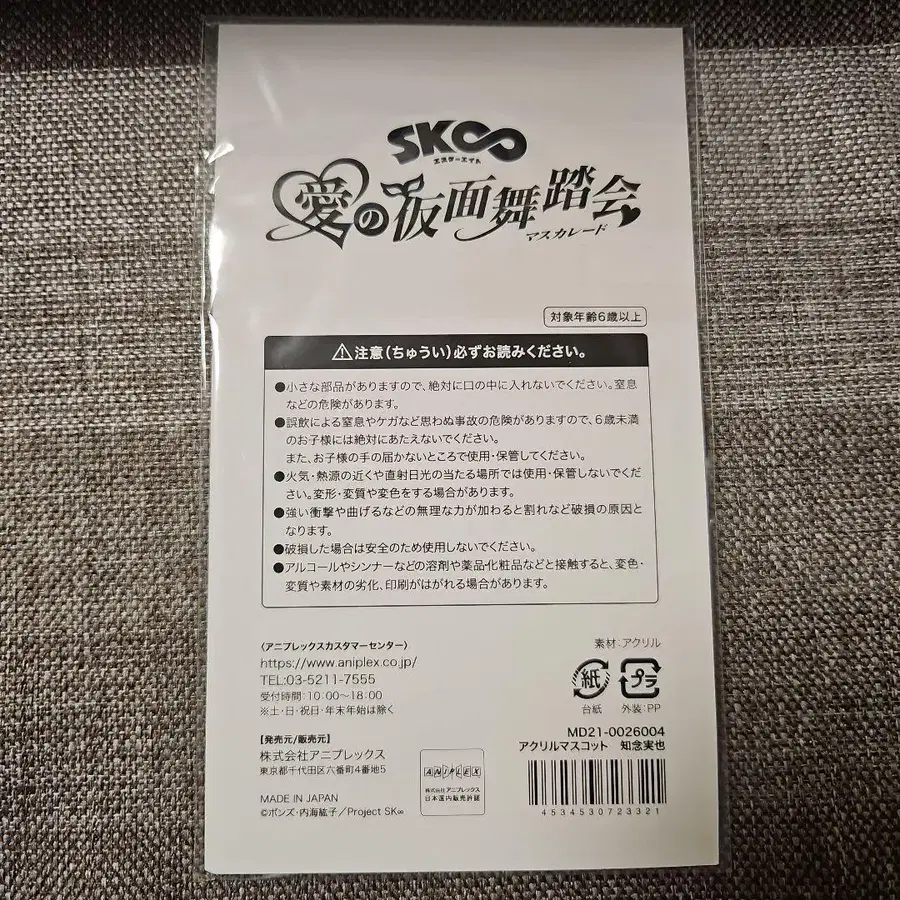 SK∞
エスケーエイト
愛の仮面舞踏会
マスカレード
対象年齢6歳以上
⚠注意(ちゅうい)必ずお読みください。
●小さな部品がありますので、絶対に口の中に入れないでください。窒息
などの危険があります。
●誤飲による窒息やケガなど思わぬ事故の危険がありますので、6歳未満
のお子様には絶対にあたえないでください。
また、お子様の手の届かないところで使用・保管してください。
●火気・熱源の近くや直射日光の当たる場所では使用・保管しないでくだ
さい。変形・変質や変色をする場合があります。
●強い衝撃や曲げるなどの無理な力が加わると割れなど破損の原因と
なります。
●破損した場合は安全のため使用しないでください。
●アルコールやシンナーなどの溶剤や薬品化粧品などと接触すると、変色・
変質や素材の劣化、印刷がはがれる場合があります。
〈アニプレックスカスタマーセンター〉
https://www.aniplex.co.jp/
TEL:03-5211-7555
受付時間:10:00〜18:00
※土・日・祝日・年末年始は除く
【発売元/販売元】
株式会社アニプレックス
東京都千代田区六番町4番地5
MADE IN JAPAN
©ボンズ・内海紘子/Project SK∞
ANIPLEX
株式会社アニプレックス
日本国内販売許諾
素材:アクリル
紙 プラ
台紙 外装:PP
MD21-0026004
アクリルマスコット 知念実也
4534530723321